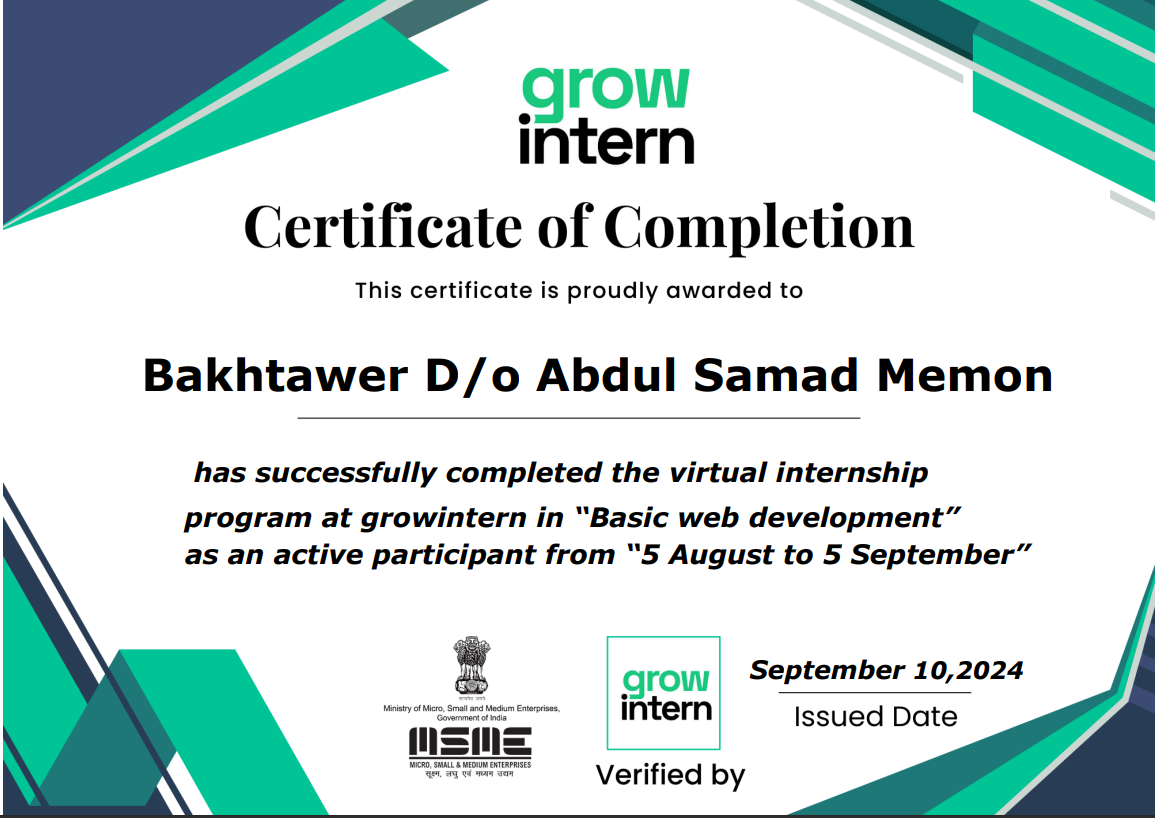 grow
intern
Certificate of Completion
This certificate is proudly awarded to
Bakhtawer D/o Abdul Samad Memon
has successfully completed the virtual internship
program at growintern in “Basic web development”
as an active participant from “5 August to 5 September”
सत्यमेव जयते
Ministry of Micro, Small and Medium Enterprises,
Government of India
MSME
MICRO, SMALL & MEDIUM ENTERPRISES
सूक्ष्म, लघु एवं मध्यम उद्यम
grow
intern
Verified by
September 10,2024
Issued Date